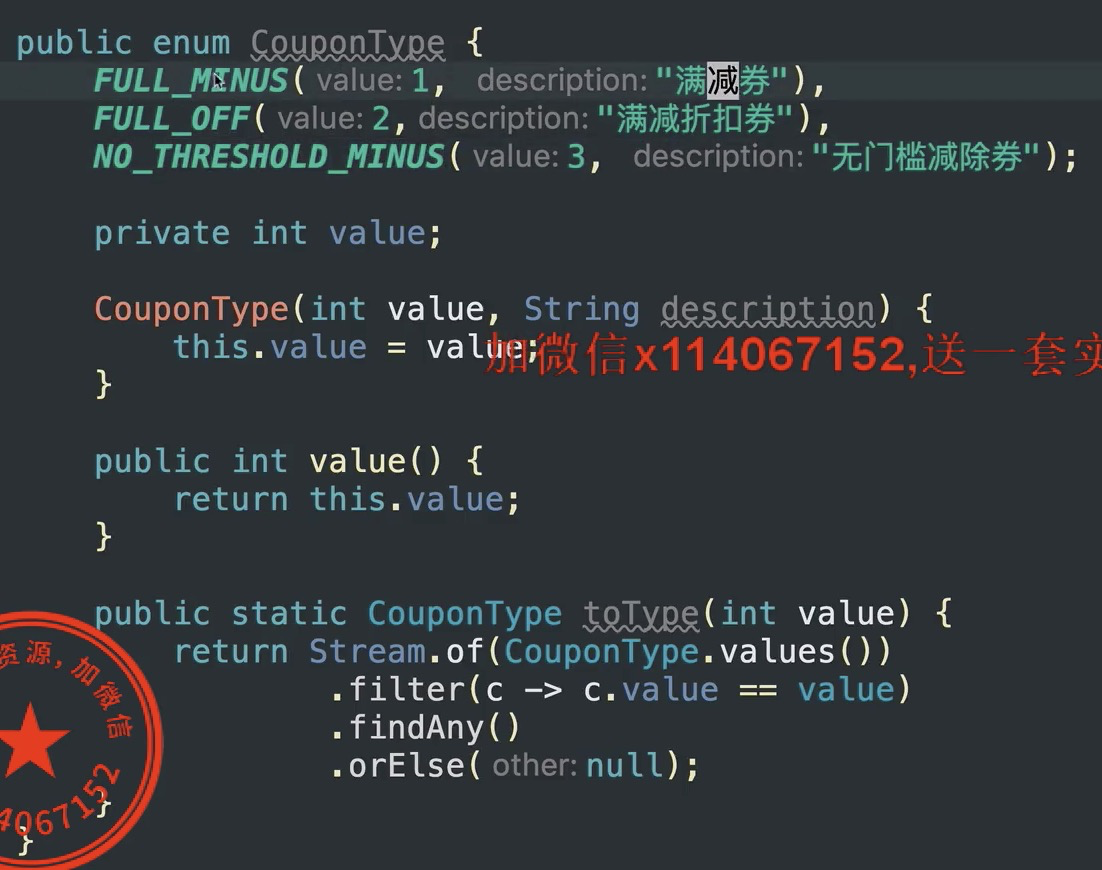 public enum CouponType {
FULL_MINUS( value: 1, description: "满减券"),
FULL_OFF( value: 2, description: "满减折扣券"),
NO_THRESHOLD_MINUS( value: 3, description: "无门槛减除券");
private int value;
CouponType(int value, String description) {
this.value = value;
加微信x114067152,送一套实
}
public int value() {
return this.value;
}
public static CouponType toType(int value) {
return Stream.of(CouponType.values())
.filter(c -> c.value == value)
.findAny()
.orElse( other: null);
}
}
资源,加微信
4067152